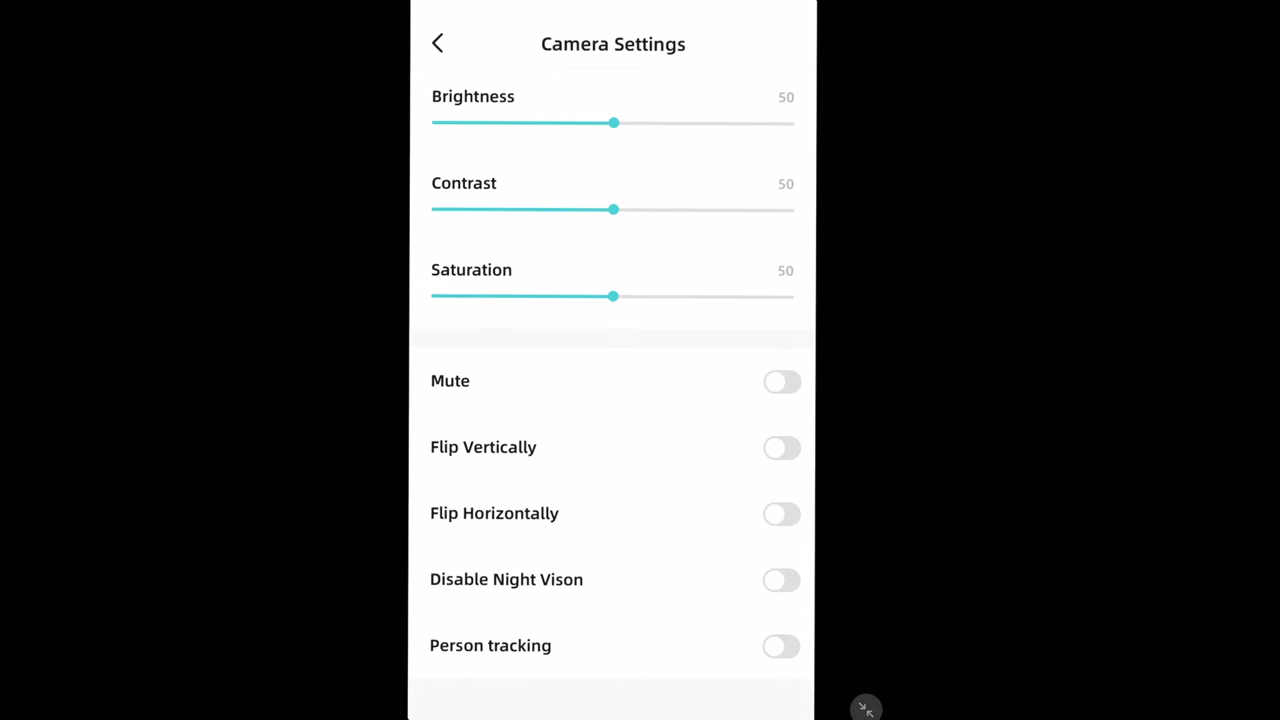 Camera Settings
Brightness 50
Contrast 50
Saturation 50
Mute
Flip Vertically
Flip Horizontally
Disable Night Vison
Person tracking